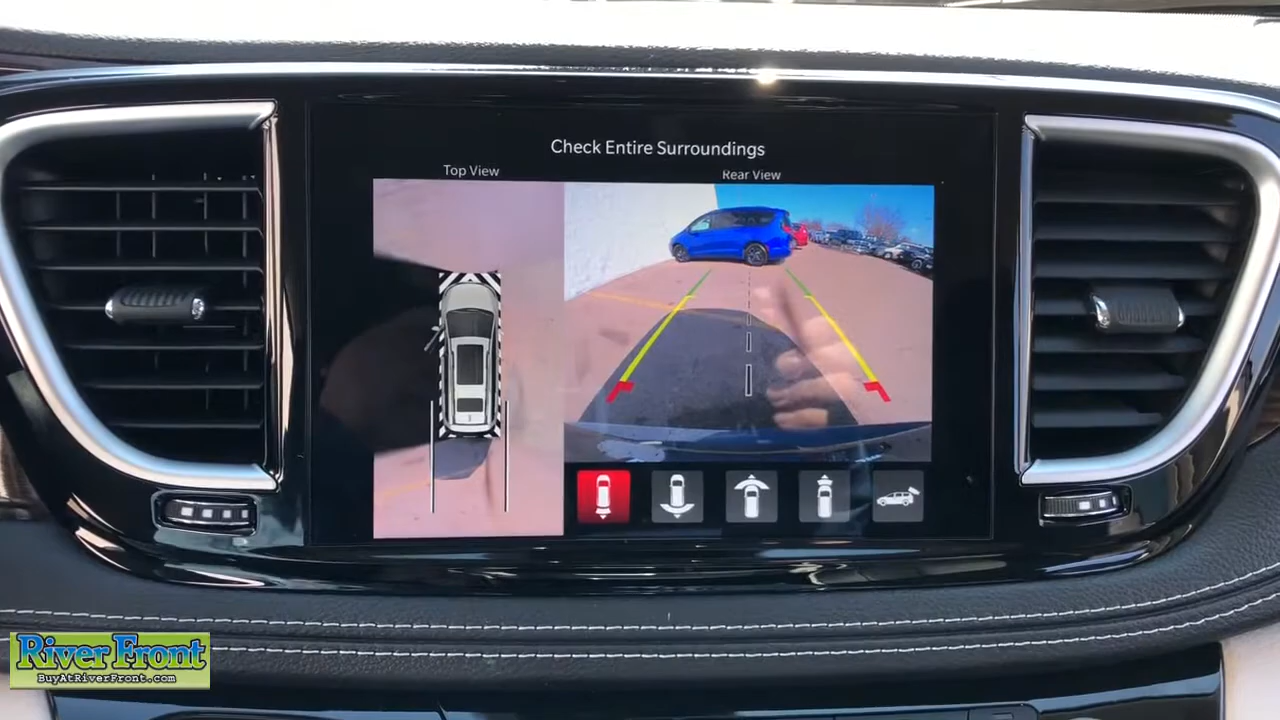 Check Entire Surroundings
Top View
Rear View
River Front
BuyAtRiverFront.com